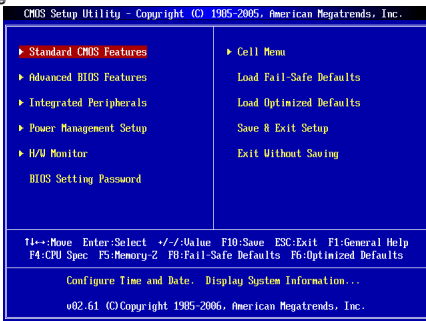 CMOS Setup Utility - Copyright (C) 1985-2005, American Megatrends, Inc.
▶ Standard CMOS Features
▶ Advanced BIOS Features
▶ Integrated Peripherals
▶ Power Management Setup
▶ H/W Monitor
BIOS Setting Password
▶ Cell Menu
Load Fail-Safe Defaults
Load Optimized Defaults
Save & Exit Setup
Exit Without Saving
↑↓←→:Move Enter:Select +/-/:Value F10:Save ESC:Exit F1:General Help
F4:CPU Spec F5:Memory-Z F8:Fail-Safe Defaults F6:Optimized Defaults
Configure Time and Date. Display System Information...
v02.61 (C)Copyright 1985-2006, American Megatrends, Inc.